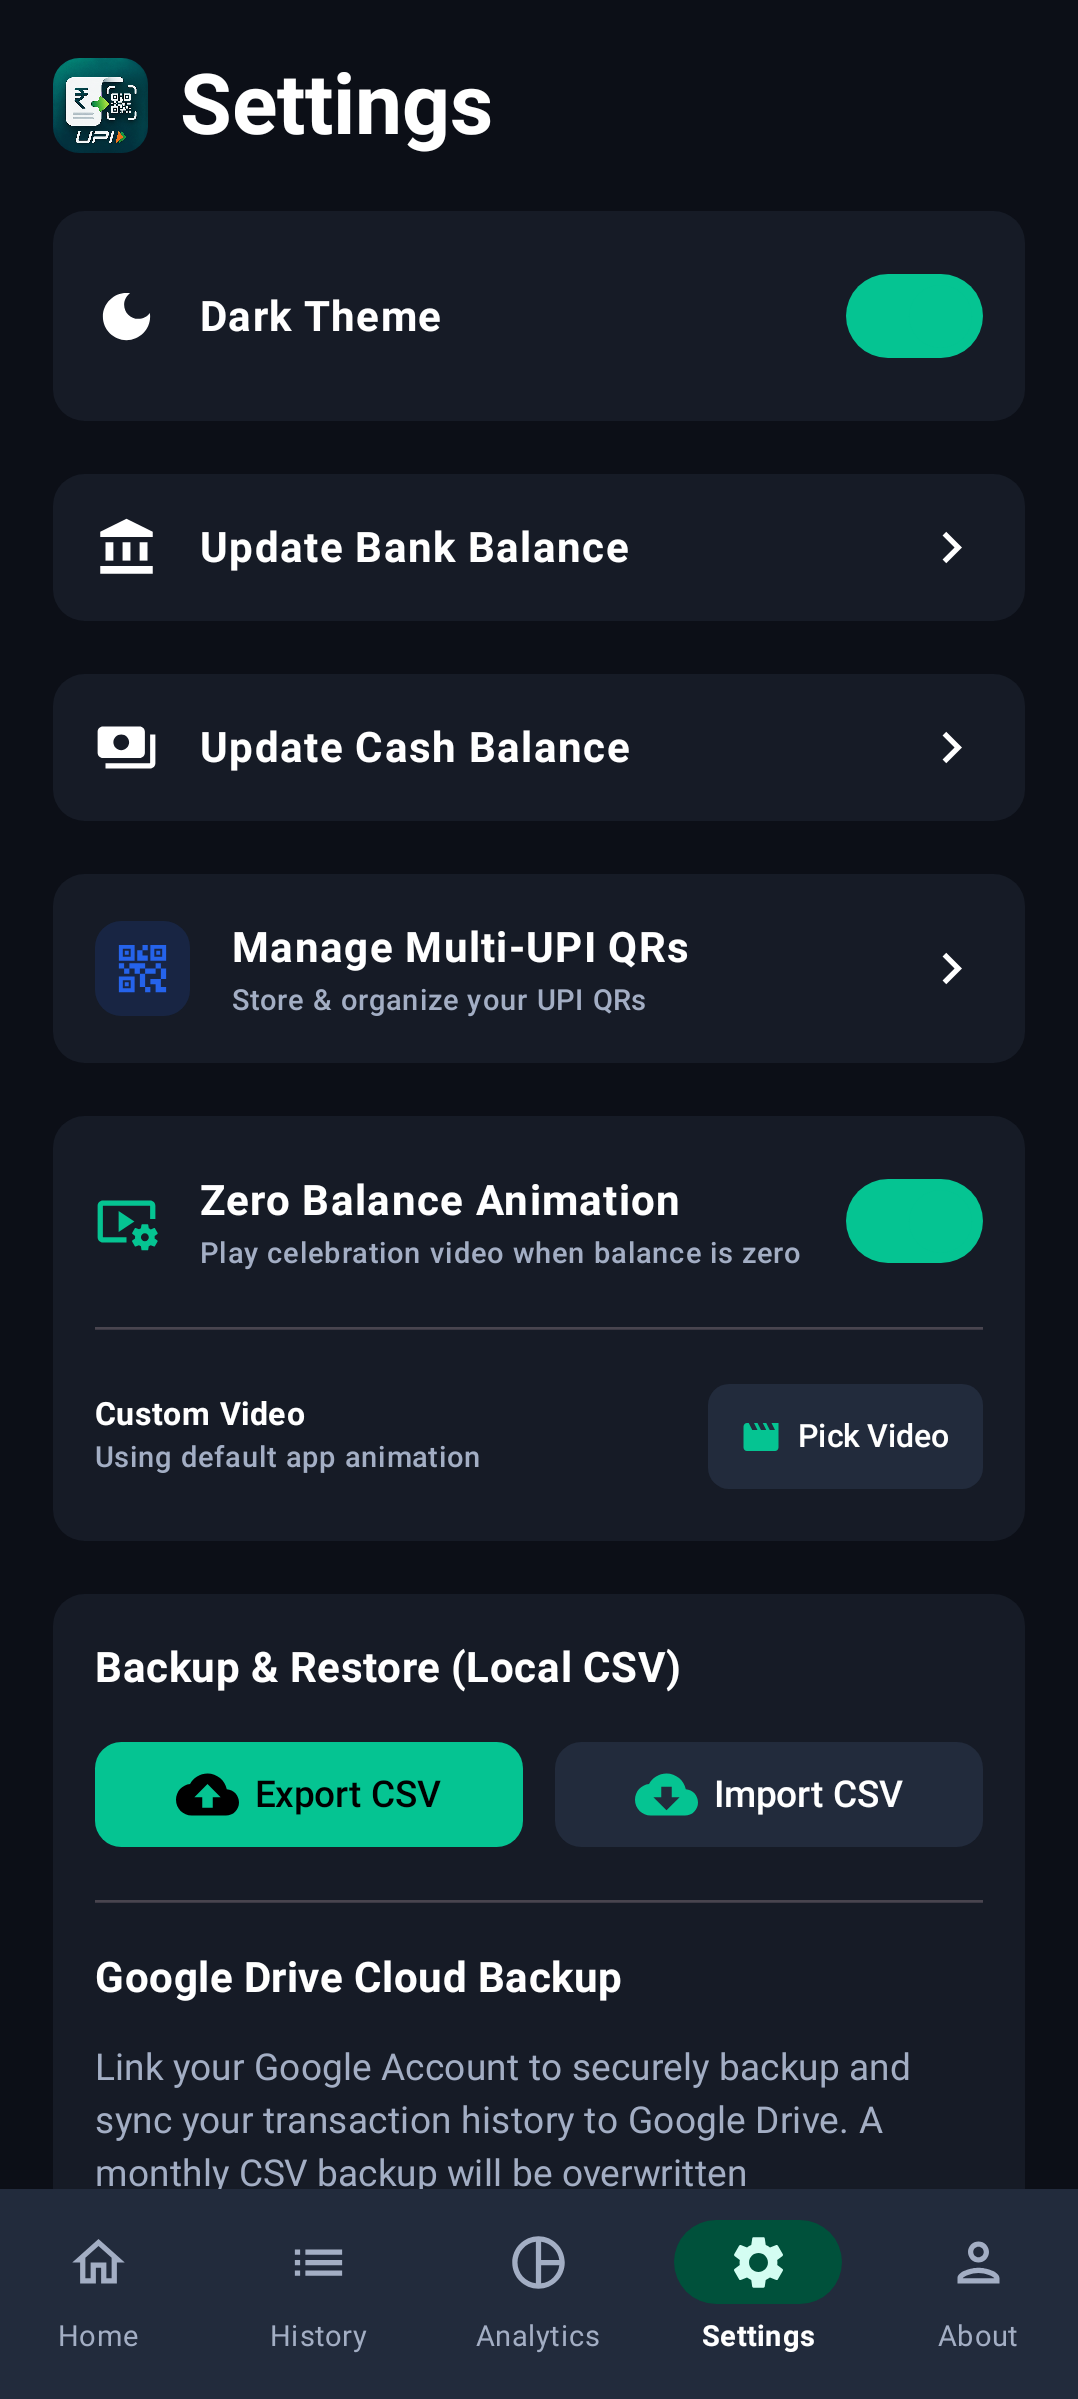 ₹
UPI
Settings
Dark Theme
Update Bank Balance
Update Cash Balance
Manage Multi-UPI QRs
Store & organize your UPI QRs
Zero Balance Animation
Play celebration video when balance is zero
Custom Video
Using default app animation
Pick Video
Backup & Restore (Local CSV)
Export CSV
Import CSV
Google Drive Cloud Backup
Link your Google Account to securely backup and
sync your transaction history to Google Drive. A
monthly CSV backup will be overwritten
Home
History
Analytics
Settings
About